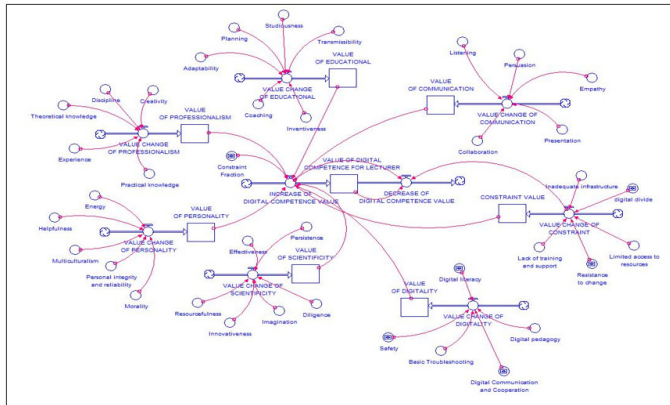 Studiousness
Planning
Transmissibility
Adaptability
VALUE
OF EDUCATIONAL
VALUE CHANGE
OF EDUCATIONAL
Coaching
Inventiveness
Listening
Persuasion
Empathy
VALUE
OF COMMUNICATION
VALUE CHANGE
OF COMMUNICATION
Collaboration
Presentation
Discipline
Creativity
Theoretical knowledge
VALUE
OF PROFESSIONALISM
VALUE CHANGE
OF PROFESSIONALISM
Experience
Practical knowledge
Constraint
Fraction
VALUE OF DIGITAL
COMPETENCE FOR LECTURER
INCREASE OF
DIGITAL COMPETENCE VALUE
DECREASE OF
DIGITAL COMPETENCE VALUE
Inadequate infastructure
digital divide
CONSTRAINT VALUE
VALUE CHANGE OF
CONSTRAINT
Lack of training
and support
Limited access to
resources
Resistance
to change
Energy
Helpfulness
VALUE
OF PERSONALITY
VALUE CHANGE
OF PERSONALITY
Multiculturalism
Personal integrity
and reliability
Morality
Persistence
Effectiveness
VALUE
OF SCIENTIFICITY
VALUE CHANGE OF
SCIENTIFICITY
Resourcefulness
Diligence
Imagination
Innovativeness
Digital literacy
VALUE
OF DIGITALITY
VALUE CHANGE OF
DIGITALITY
Safety
Digital pedagogy
Basic Troubleshooting
Digital Communication
and Cooperation